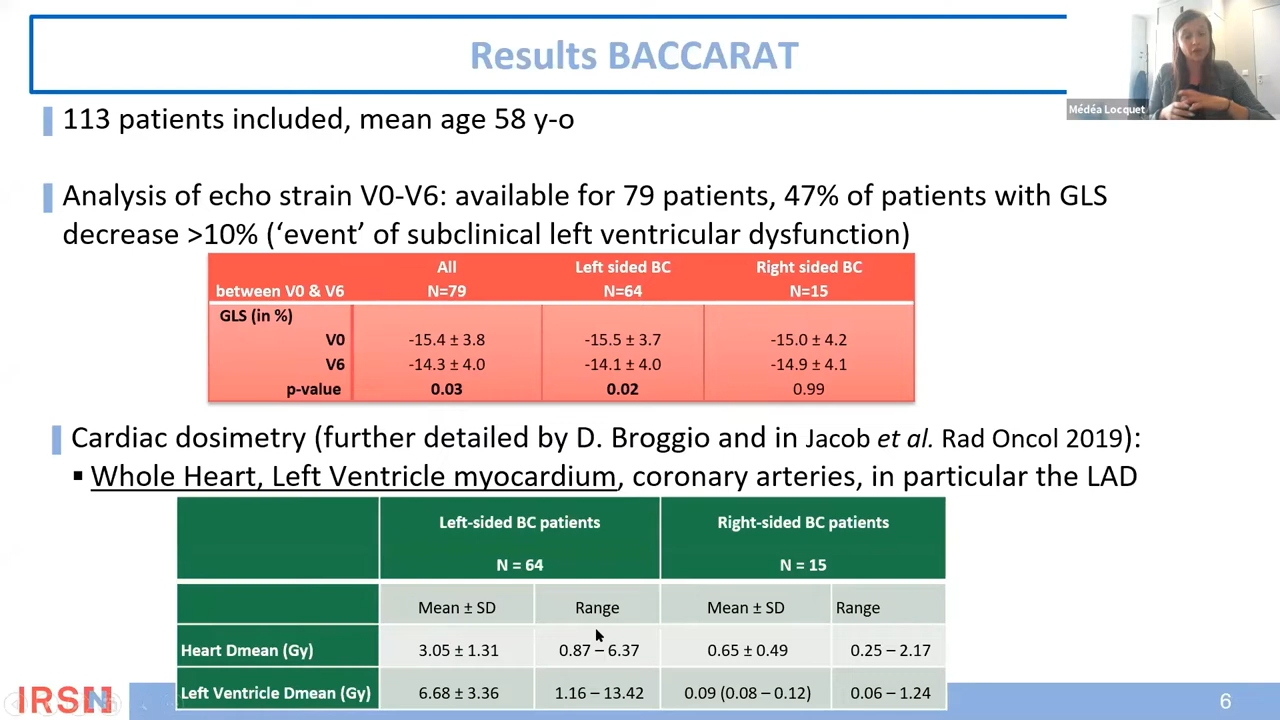 Results BACCARAT
Médéa Locquet
113 patients included, mean age 58 y-o
Analysis of echo strain V0-V6: available for 79 patients, 47% of patients with GLS
decrease >10% (‘event’ of subclinical left ventricular dysfunction)
All Left sided BC Right sided BC
between V0 & V6 N=79 N=64 N=15
GLS (in %)
V0 -15.4 ± 3.8 -15.5 ± 3.7 -15.0 ± 4.2
V6 -14.3 ± 4.0 -14.1 ± 4.0 -14.9 ± 4.1
p-value 0.03 0.02 0.99
Cardiac dosimetry (further detailed by D. Broggio and in Jacob et al. Rad Oncol 2019):
▪ Whole Heart, Left Ventricle myocardium, coronary arteries, in particular the LAD
Left-sided BC patients Right-sided BC patients
N = 64 N = 15
Mean ± SD Range Mean ± SD Range
Heart Dmean (Gy) 3.05 ± 1.31 0.87 – 6.37 0.65 ± 0.49 0.25 – 2.17
Left Ventricle Dmean (Gy) 6.68 ± 3.36 1.16 – 13.42 0.09 (0.08 – 0.12) 0.06 – 1.24
IRSN
6